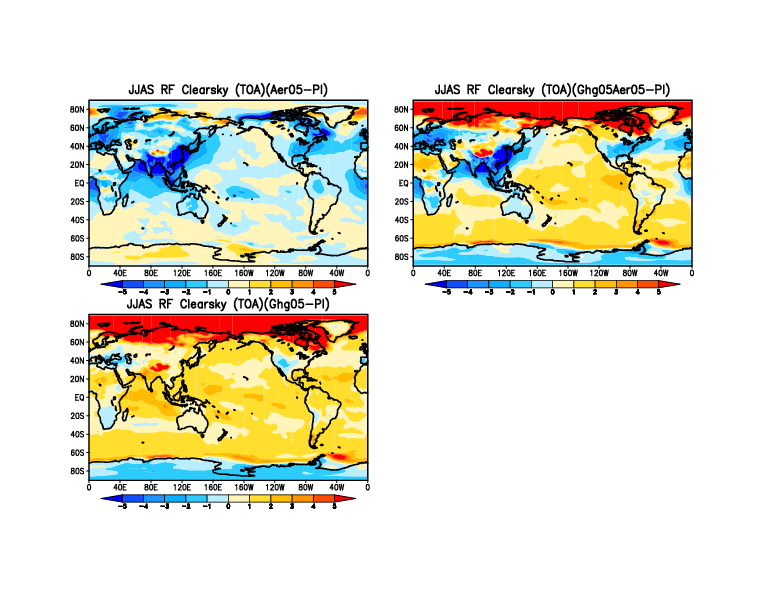 JJAS RF Clearsky (TOA)(Aer05-PI)
80N
60N
40N
20N
EQ
20S
40S
60S
80S
0 40E 80E 120E 160E 160W 120W 80W 40W 0
-5 -4 -3 -2 -1 0 1 2 3 4 5
JJAS RF Clearsky (TOA)(Ghg05Aer05-PI)
80N
60N
40N
20N
EQ
20S
40S
60S
80S
0 40E 80E 120E 160E 160W 120W 80W 40W 0
-5 -4 -3 -2 -1 0 1 2 3 4 5
JJAS RF Clearsky (TOA)(Ghg05-PI)
80N
60N
40N
20N
EQ
20S
40S
60S
80S
0 40E 80E 120E 160E 160W 120W 80W 40W 0
-5 -4 -3 -2 -1 0 1 2 3 4 5